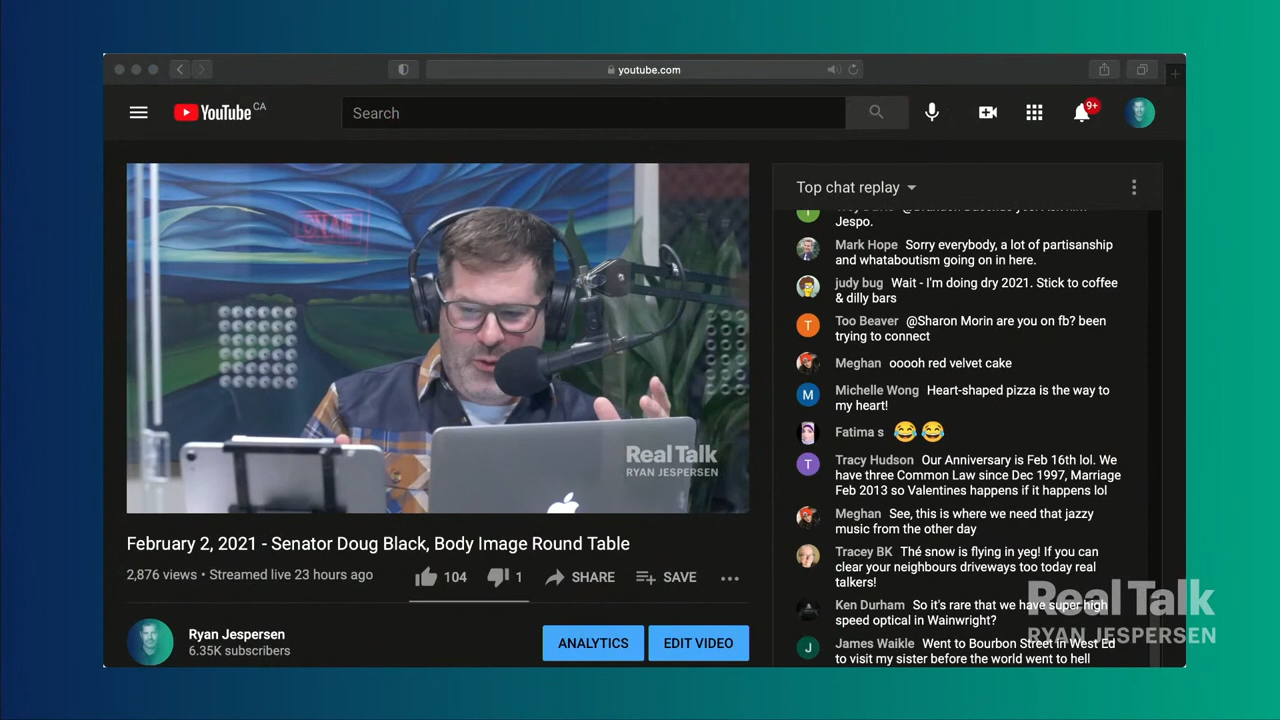 youtube.com
YouTube CA
Search
9+
ON AIR
Real Talk
RYAN JESPERSEN
February 2, 2021 - Senator Doug Black, Body Image Round Table
2,876 views • Streamed live 23 hours ago
104
1
SHARE
SAVE
Ryan Jespersen
6.35K subscribers
ANALYTICS
EDIT VIDEO
Top chat replay
Jespo.
Mark Hope Sorry everybody, a lot of partisanship
and whataboutism going on in here.
judy bug Wait - I'm doing dry 2021. Stick to coffee
& dilly bars
T
Too Beaver @Sharon Morin are you on fb? been
trying to connect
Meghan ooooh red velvet cake
M
Michelle Wong Heart-shaped pizza is the way to
my heart!
Fatima s 😂😂
T
Tracy Hudson Our Anniversary is Feb 16th lol. We
have three Common Law since Dec 1997, Marriage
Feb 2013 so Valentines happens if it happens lol
Meghan See, this is where we need that jazzy
music from the other day
Tracey BK Thé snow is flying in yeg! If you can
clear your neighbours driveways too today real
talkers!
Ken Durham So it's rare that we have super high
speed optical in Wainwright?
J
James Waikle Went to Bourbon Street in West Ed
to visit my sister before the world went to hell
Real Talk
RYAN JESPERSEN